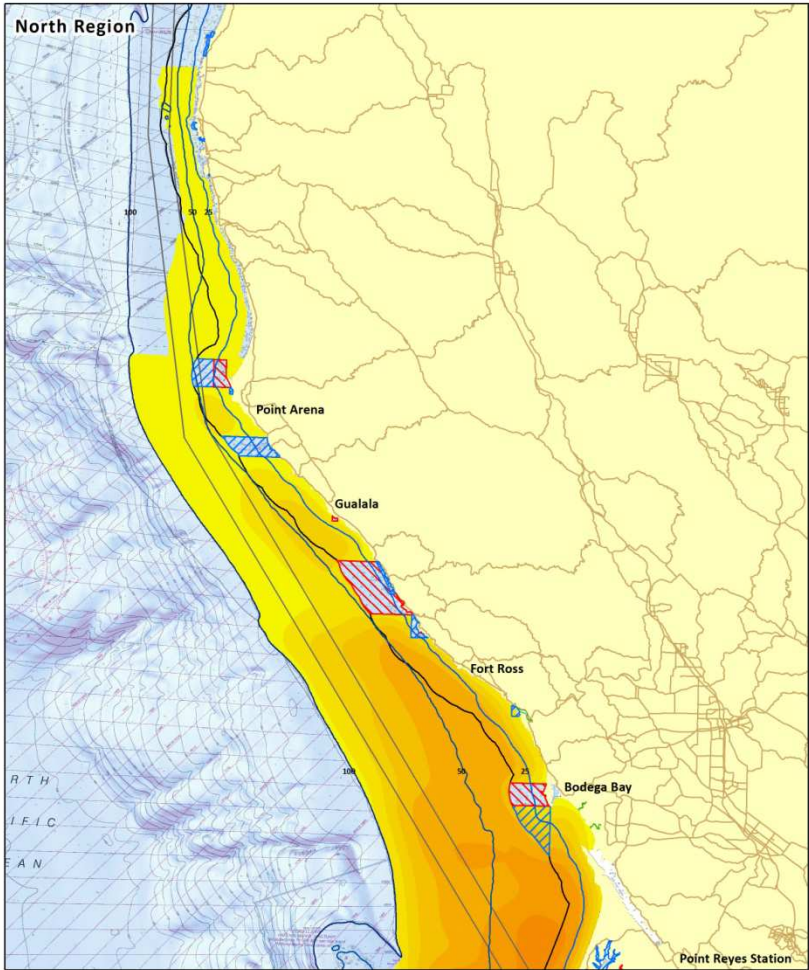 North Region
100
50
25
Point Arena
Gualala
Fort Ross
100
50
25
Bodega Bay
RTH
IFIC
EAN
Point Reyes Station